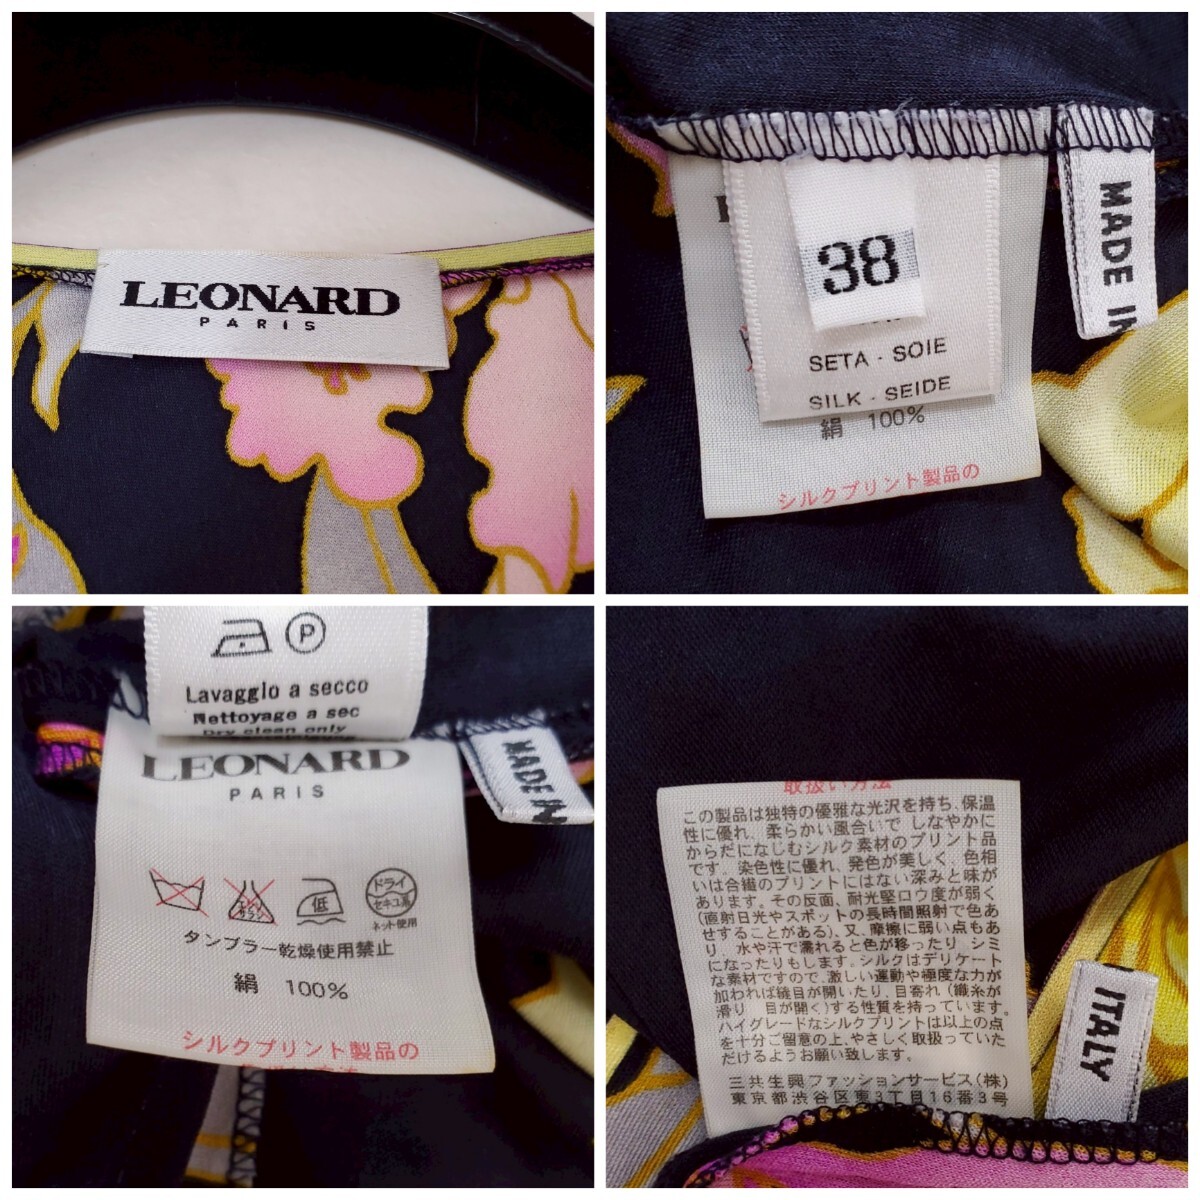 LEONARD
PARIS
38
SETA - SOIE
SILK - SEIDE
絹 100%
シルクプリント製品の
MADE IN
P
Lavaggio a secco
Nettoyage a sec
Dry clean only
LEONARD
PARIS
低
ドライ
セキユ系
ネット使用
タンブラー乾燥使用禁止
絹 100%
シルクプリント製品の
MADE IN
取扱い方法
この製品は独特の優雅な光沢を持ち、保温
性に優れ、柔らかい風合いで しなやかに
からだになじむシルク素材のプリント品
です。染色性に優れ、発色が美しく、色相
いは合繊のプリントにはない深みと味が
あります。その反面、耐光堅ロウ度が弱く
(直射日光やスポットの長時間照射で色あ
せすることがある)、又、摩擦に弱い点もあ
り、水や汗で濡れると色が移ったり シミ
になったりもします。シルクはデリケート
な素材ですので、激しい運動や極度な力が
加われば縫目が開いたり、目寄れ(織糸が
滑り 目が開く)する性質を持っています。
ハイグレードなシルクプリントは以上の点
を十分ご留意の上、やさしく取扱っていた
だけるようお願い致します。
三共生興ファッションサービス(株)
東京都渋谷区東3丁目16番3号
ITALY